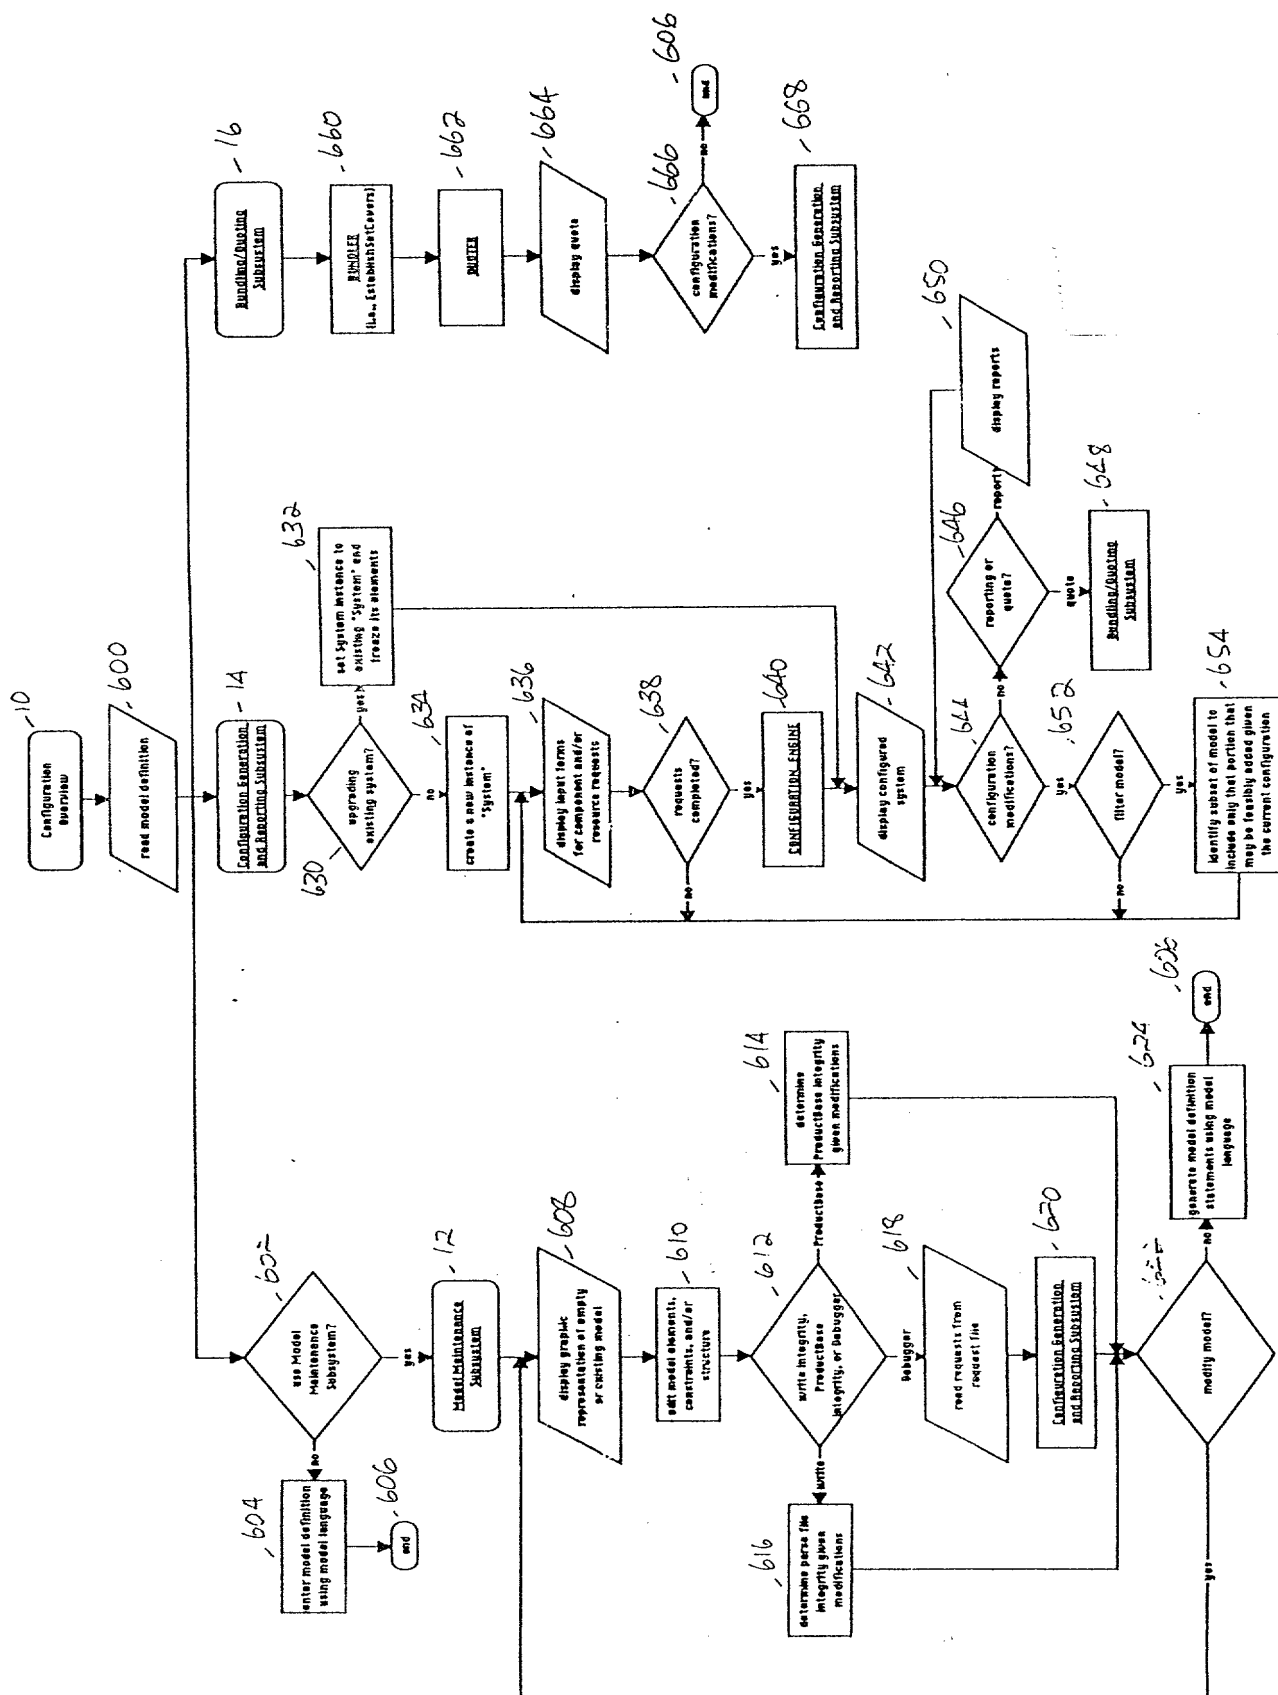 Configuration
Overview
10
read model definition
600
use Model
Maintenance
Subsystem?
602
no
enter model definition
using model language
604
end
606
yes
Model Maintenance
Subsystem
12
display graphic
representation of empty
or existing model
608
edit model elements,
constraints, and/or
structure
610
write integrity,
ProductBase
integrity, or Debugger
612
ProductBase
determine
ProductBase integrity
given modifications
614
write
determine parse file
integrity given
modifications
616
Debugger
read requests from
request file
618
Configuration Generation
and Reporting Subsystem
620
modify model?
yes
no
generate model definition
statements using model
language
624
end
606
Configuration Generation
and Reporting Subsystem
14
upgrading
existing system?
630
yes
set System instance to
existing "System" and
freeze its elements
632
no
create a new instance of
"System"
634
display input forms
for component and/or
resource requests
636
requests
completed?
638
no
yes
CONFIGURATION ENGINE
640
display configured
system
642
configuration
modifications?
644
no
reporting or
quote?
646
report
display reports
650
quote
Bundling/Quoting
Subsystem
648
yes
filter model?
652
no
yes
identify subset of model to
include only that portion that
may be feasibly added given
the current configuration
654
Bundling/Quoting
Subsystem
16
BUNDLER
(i.e., EstablishSetCovers)
660
QUOTER
662
display quote
664
configuration
modifications?
666
no
end
606
yes
Configuration Generation
and Reporting Subsystem
668